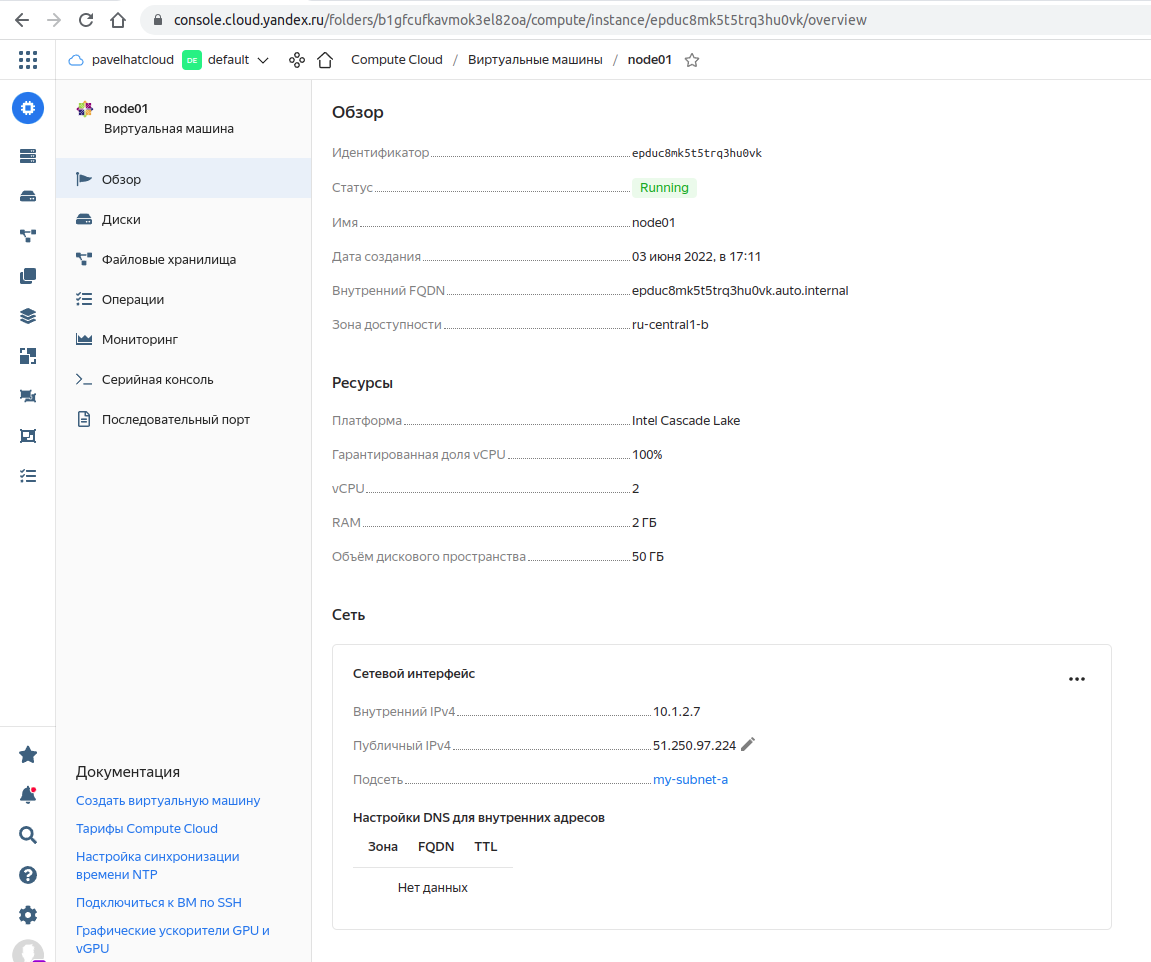 console.cloud.yandex.ru/folders/b1gfcufkavmok3el82oa/compute/instance/epduc8mk5t5trq3hu0vk/overview
pavelhatcloud DE default Compute Cloud / Виртуальные машины / node01
node01
Виртуальная машина
Обзор
Диски
Файловые хранилища
Операции
Мониторинг
Серийная консоль
Последовательный порт
Документация
Создать виртуальную машину
Тарифы Compute Cloud
Настройка синхронизации
времени NTP
Подключиться к ВМ по SSH
Графические ускорители GPU и
vGPU
Обзор
Идентификатор epduc8mk5t5trq3hu0vk
Статус Running
Имя node01
Дата создания 03 июня 2022, в 17:11
Внутренний FQDN epduc8mk5t5trq3hu0vk.auto.internal
Зона доступности ru-central1-b
Ресурсы
Платформа Intel Cascade Lake
Гарантированная доля vCPU 100%
vCPU 2
RAM 2 ГБ
Объём дискового пространства 50 ГБ
Сеть
Сетевой интерфейс
Внутренний IPv4 10.1.2.7
Публичный IPv4 51.250.97.224
Подсеть my-subnet-a
Настройки DNS для внутренних адресов
Зона FQDN TTL
Нет данных